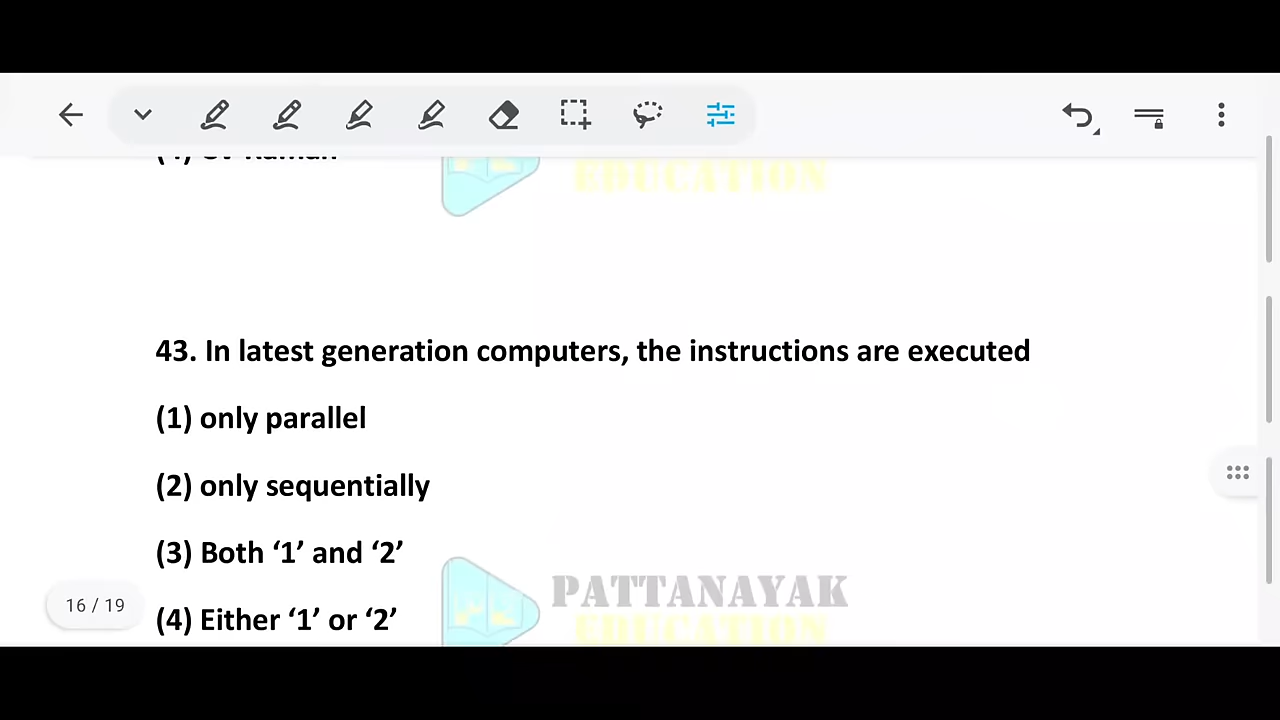 EDUCATION
43. In latest generation computers, the instructions are executed
(1) only parallel
(2) only sequentially
(3) Both ‘1’ and ‘2’
PATTANAYAK
16 / 19
(4) Either ‘1’ or ‘2’
EDUCATION